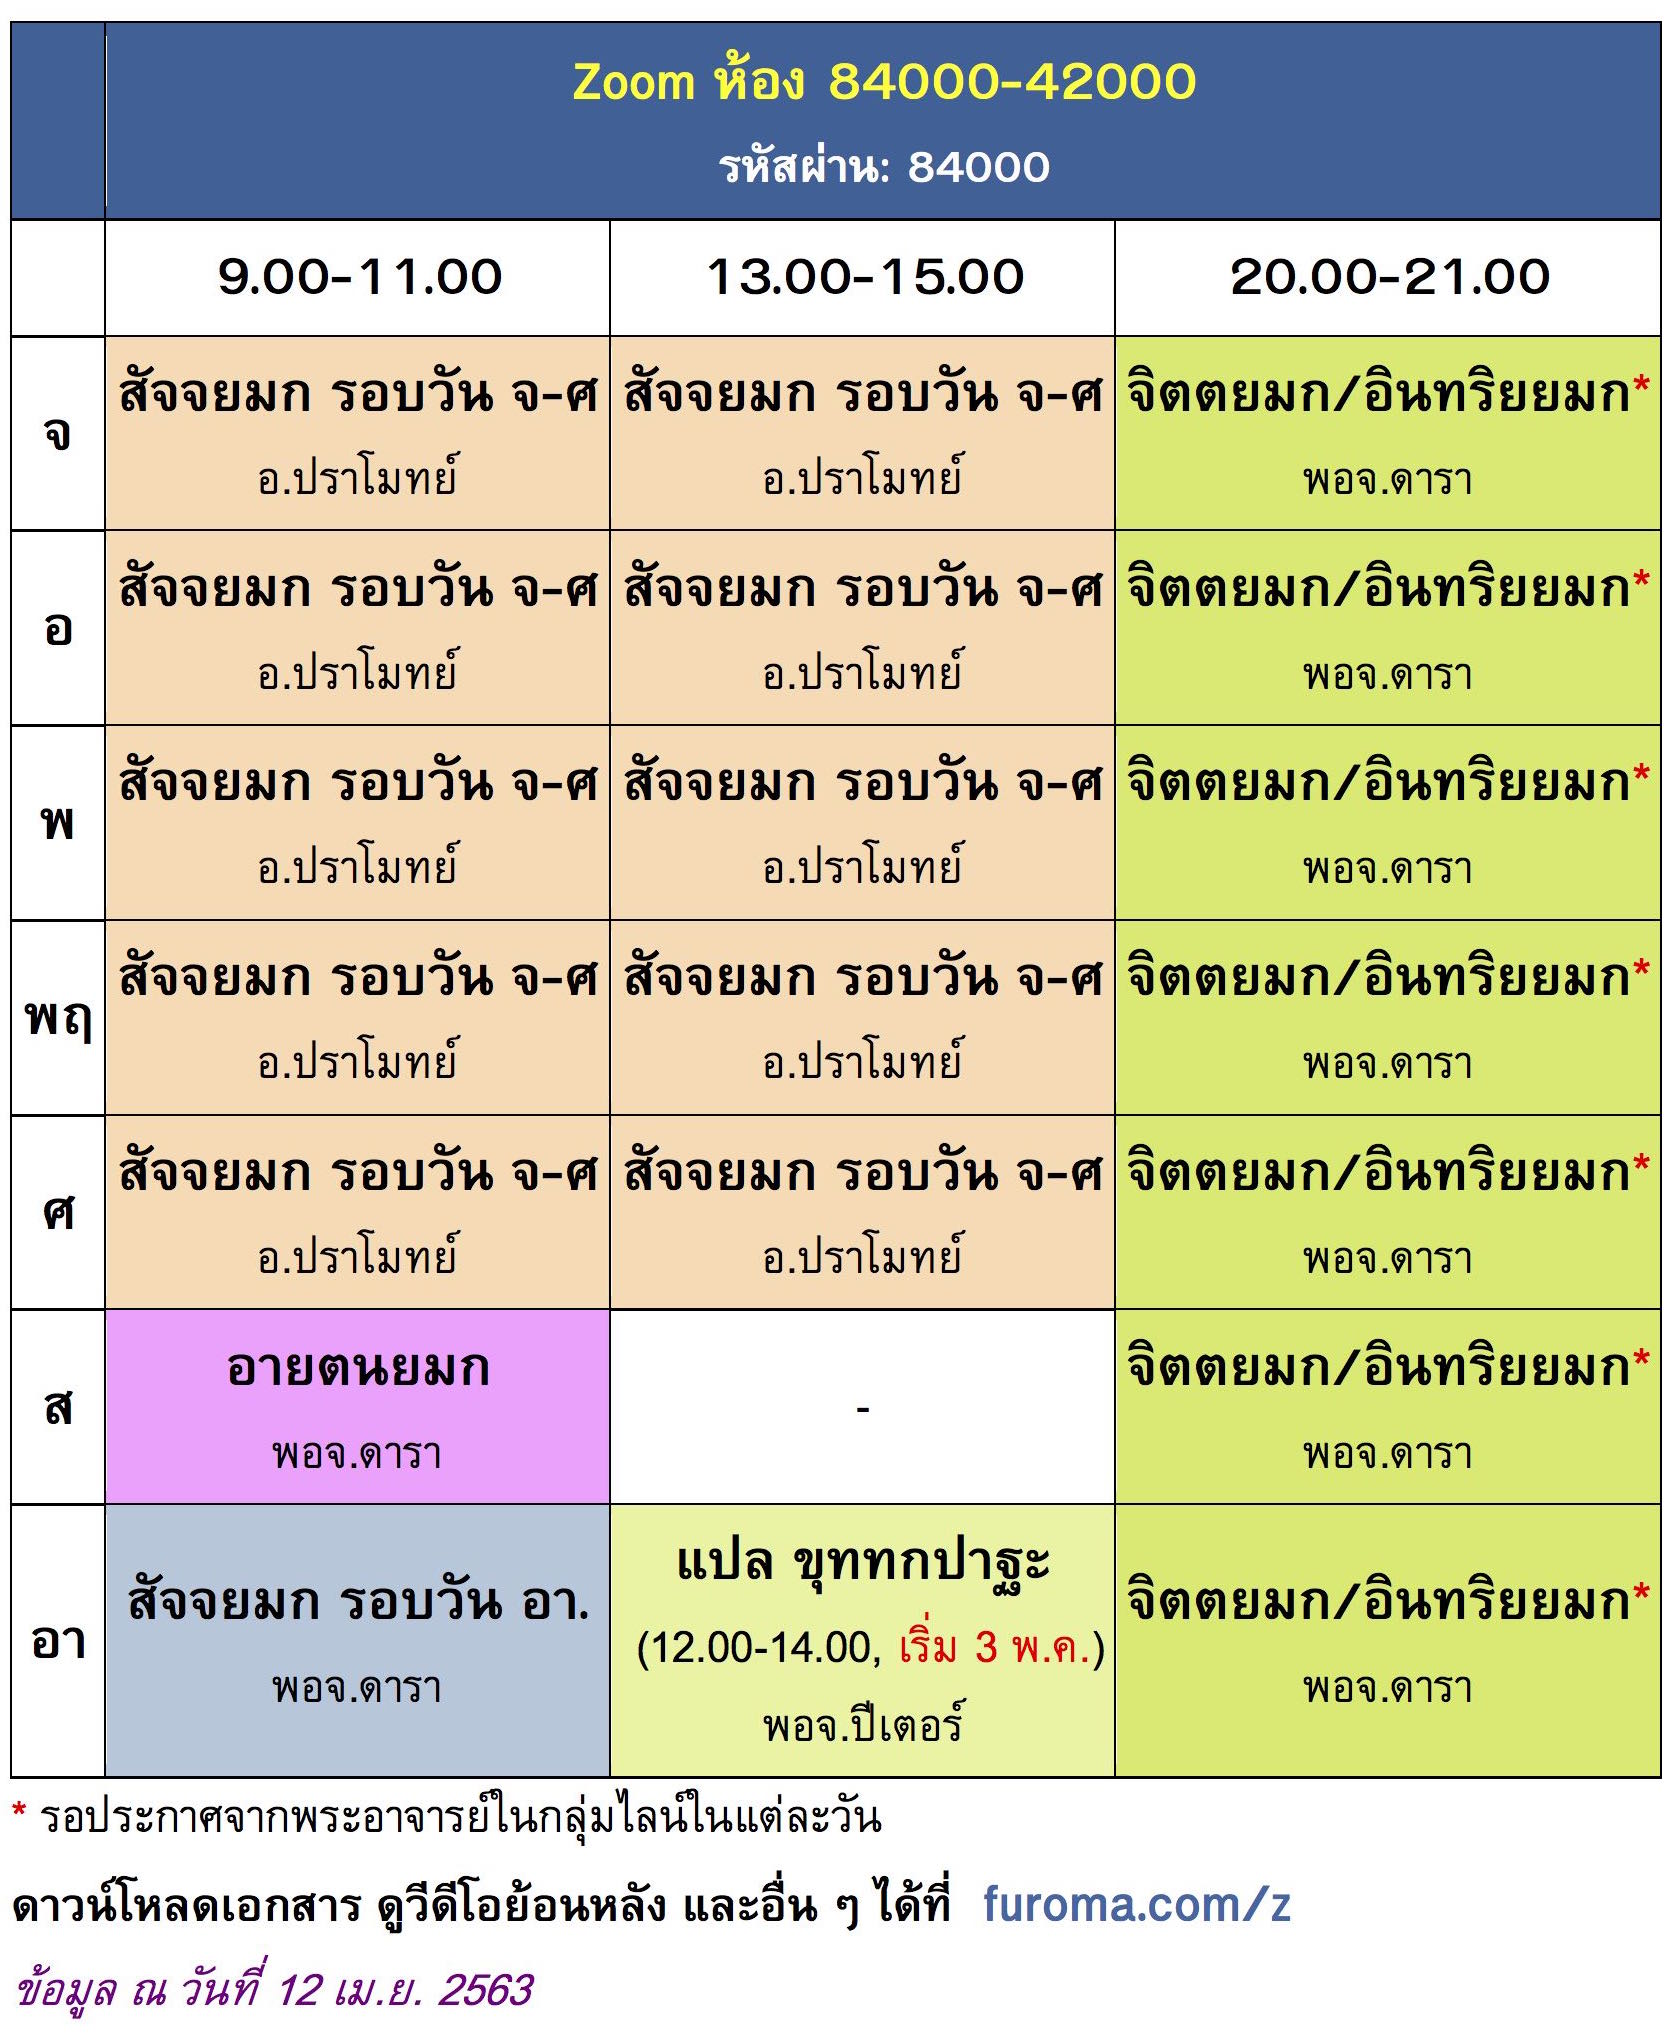 Zoom ห้อง 84000-42000
รหัสผ่าน: 84000
9.00-11.00 13.00-15.00 20.00-21.00
จ
สัจจยมก รอบวัน จ-ศ สัจจยมก รอบวัน จ-ศ จิตตยมก/อินทริยยมก*
อ.ปราโมทย์ อ.ปราโมทย์ พอจ.ดารา
อ
สัจจยมก รอบวัน จ-ศ สัจจยมก รอบวัน จ-ศ จิตตยมก/อินทริยยมก*
อ.ปราโมทย์ อ.ปราโมทย์ พอจ.ดารา
พ
สัจจยมก รอบวัน จ-ศ สัจจยมก รอบวัน จ-ศ จิตตยมก/อินทริยยมก*
อ.ปราโมทย์ อ.ปราโมทย์ พอจ.ดารา
พฤ
สัจจยมก รอบวัน จ-ศ สัจจยมก รอบวัน จ-ศ จิตตยมก/อินทริยยมก*
อ.ปราโมทย์ อ.ปราโมทย์ พอจ.ดารา
ศ
สัจจยมก รอบวัน จ-ศ สัจจยมก รอบวัน จ-ศ จิตตยมก/อินทริยยมก*
อ.ปราโมทย์ อ.ปราโมทย์ พอจ.ดารา
ส
อายตนยมก - จิตตยมก/อินทริยยมก*
พอจ.ดารา พอจ.ดารา
อา
สัจจยมก รอบวัน อา.
พอจ.ดารา
แปล ขุททกปาฐะ
(12.00-14.00, เริ่ม 3 พ.ค.)
พอจ.ปีเตอร์
จิตตยมก/อินทริยยมก*
พอจ.ดารา
* รอประกาศจากพระอาจารย์ในกลุ่มไลน์ในแต่ละวัน
ดาวน์โหลดเอกสาร ดูวีดีโอย้อนหลัง และอื่น ๆ ได้ที่ furoma.com/z
ข้อมูล ณ วันที่ 12 เม.ย. 2563